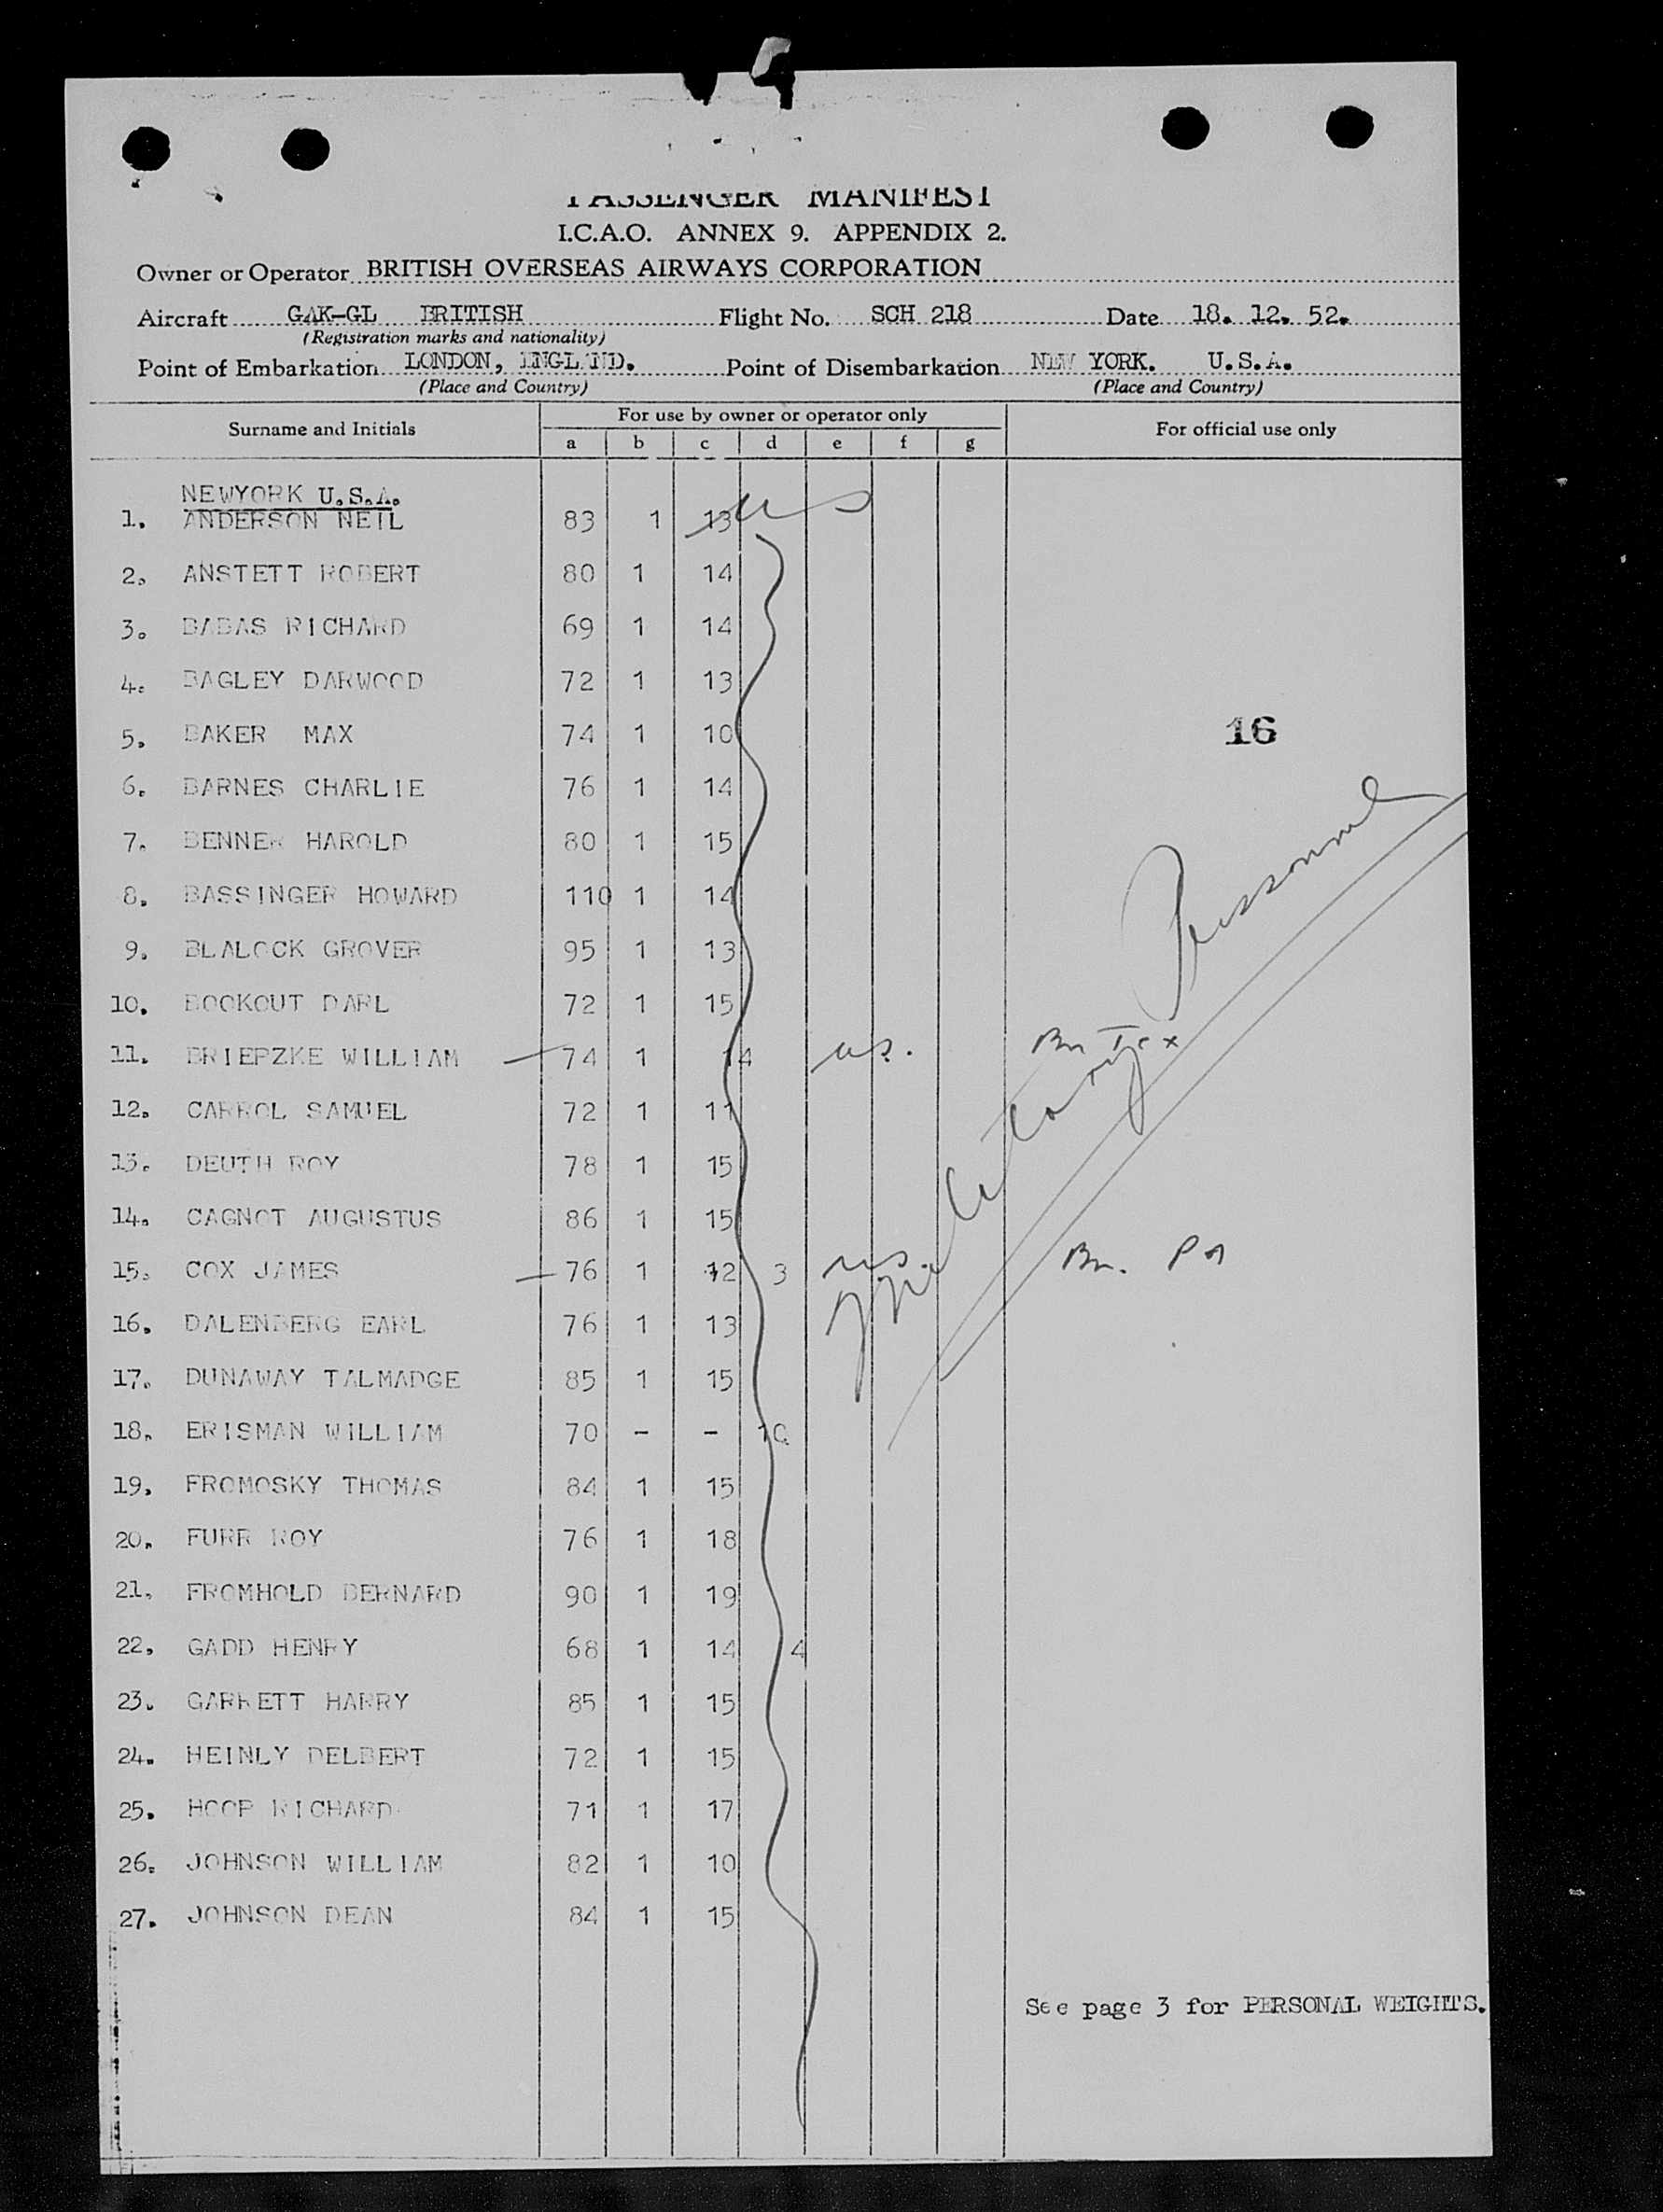 PASSENGER MANIFEST
I.C.A.O. ANNEX 9. APPENDIX 2.
Owner or Operator BRITISH OVERSEAS AIRWAYS CORPORATION
Aircraft GAK-GL BRITISH Flight No. SCH 218 Date 18. 12. 52.
(Registration marks and nationality)
Point of Embarkation LONDON, ENGLAND. Point of Disembarkation NEW YORK. U.S.A.
(Place and Country) (Place and Country)
Surname and Initials For use by owner or operator only For official use only
a b c d e f g
NEWYORK U.S.A.
1. ANDERSON NEIL 83 1 13 us
2. ANSTETT ROBERT 80 1 14
3. BABAS RICHARD 69 1 14
4. BAGLEY DARWOOD 72 1 13
5. BAKER MAX 74 1 10
16
6. BARNES CHARLIE 76 1 14
7. BENNER HAROLD 80 1 15
8. BASSINGER HOWARD 110 1 14
9. BLALOCK GROVER 95 1 13
Personnel
10. BOOKOUT DARL 72 1 15
11. BRIEPZKE WILLIAM 74 1 14 us. Bn Tex
12. CARROL SAMUEL 72 1 11
13. DEUTH ROY 78 1 15
14. CAGNOT AUGUSTUS 86 1 15
15. COX JAMES 76 1 12 3 us. Bn. Pa
16. DALENBERG EARL 76 1 13
17. DUNAWAY TALMADGE 85 1 15
18. ERISMAN WILLIAM 70 - - 10
19. FROMOSKY THOMAS 84 1 15
20. FURR ROY 76 1 18
21. FROMHOLD BERNARD 90 1 19
22. GADD HENRY 68 1 14 4
23. GARRETT HARRY 85 1 15
24. HEINLY DELBERT 72 1 15
25. HOOP RICHARD 71 1 17
26. JOHNSON WILLIAM 82 1 10
27. JOHNSON DEAN 84 1 15
See page 3 for PERSONAL WEIGHTS.